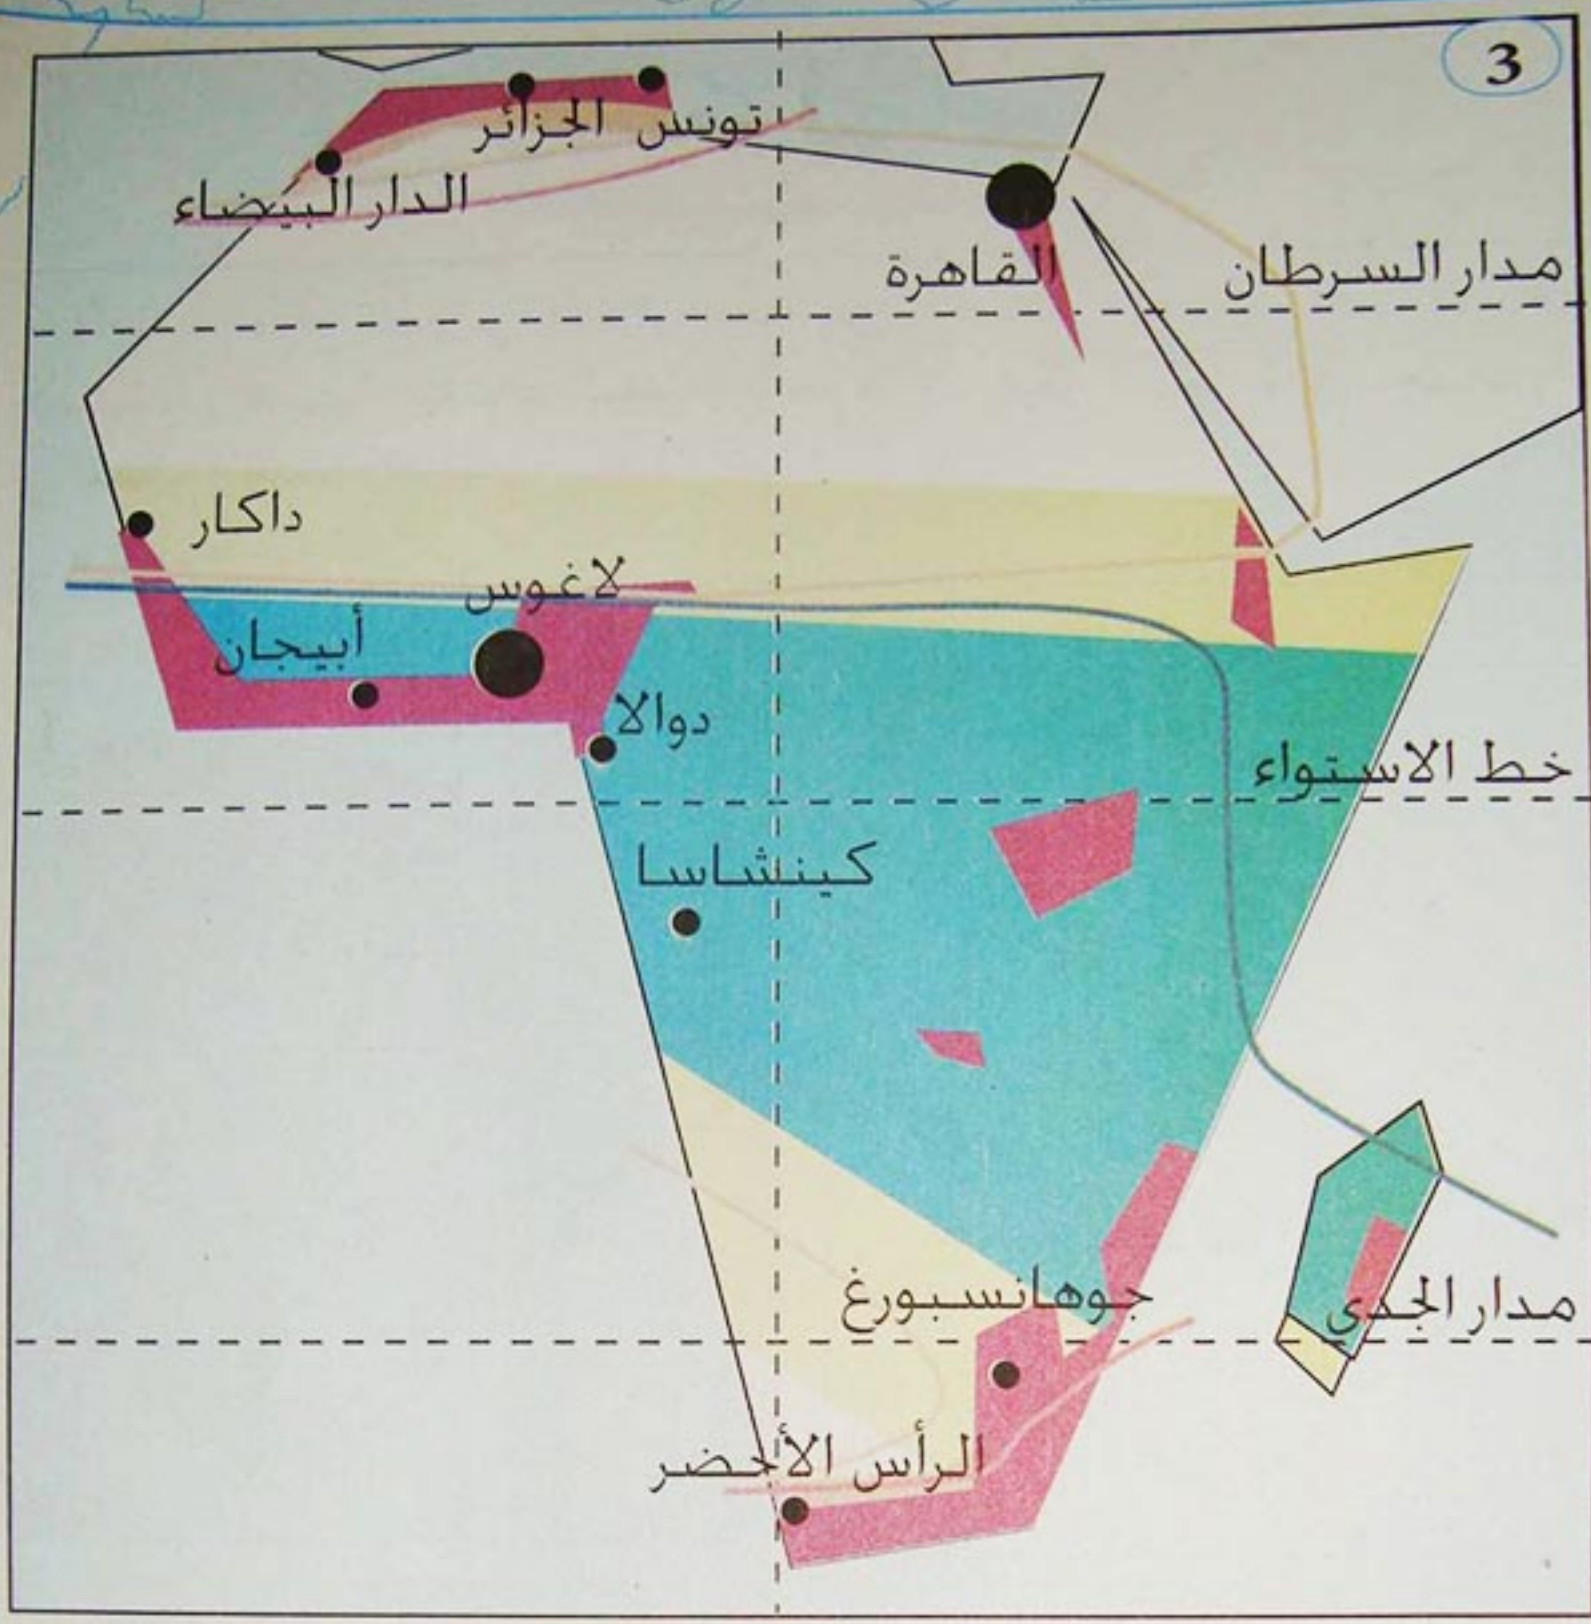 3
تونس
الجزائر
الدار البيضاء
القاهرة
مدار السرطان
داكار
لاغوس
أبيجان
دوالا
خط الاستواء
كينشاسا
جوهانسبورغ
مدار الجدي
الرأس الأخضر